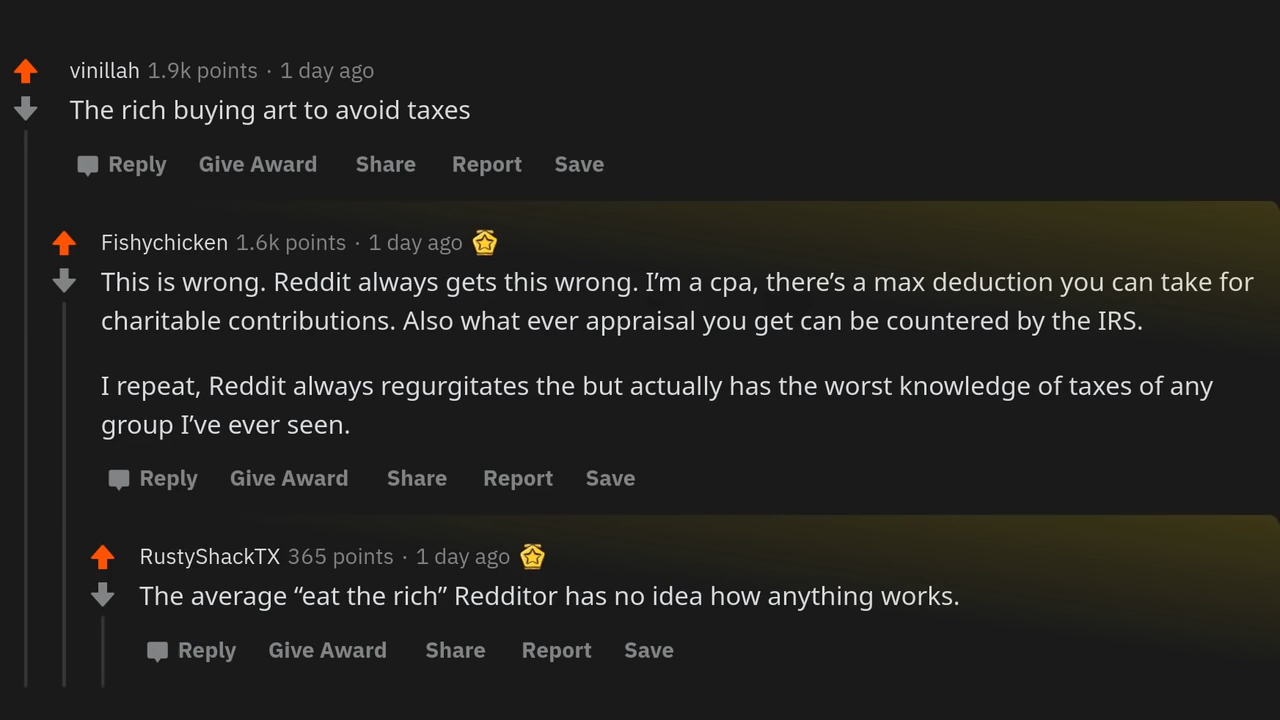 vinillah 1.9k points · 1 day ago
The rich buying art to avoid taxes
Reply Give Award Share Report Save
Fishychicken 1.6k points · 1 day ago
This is wrong. Reddit always gets this wrong. I’m a cpa, there’s a max deduction you can take for
charitable contributions. Also what ever appraisal you get can be countered by the IRS.
I repeat, Reddit always regurgitates the but actually has the worst knowledge of taxes of any
group I’ve ever seen.
Reply Give Award Share Report Save
RustyShackTX 365 points · 1 day ago
The average “eat the rich” Redditor has no idea how anything works.
Reply Give Award Share Report Save